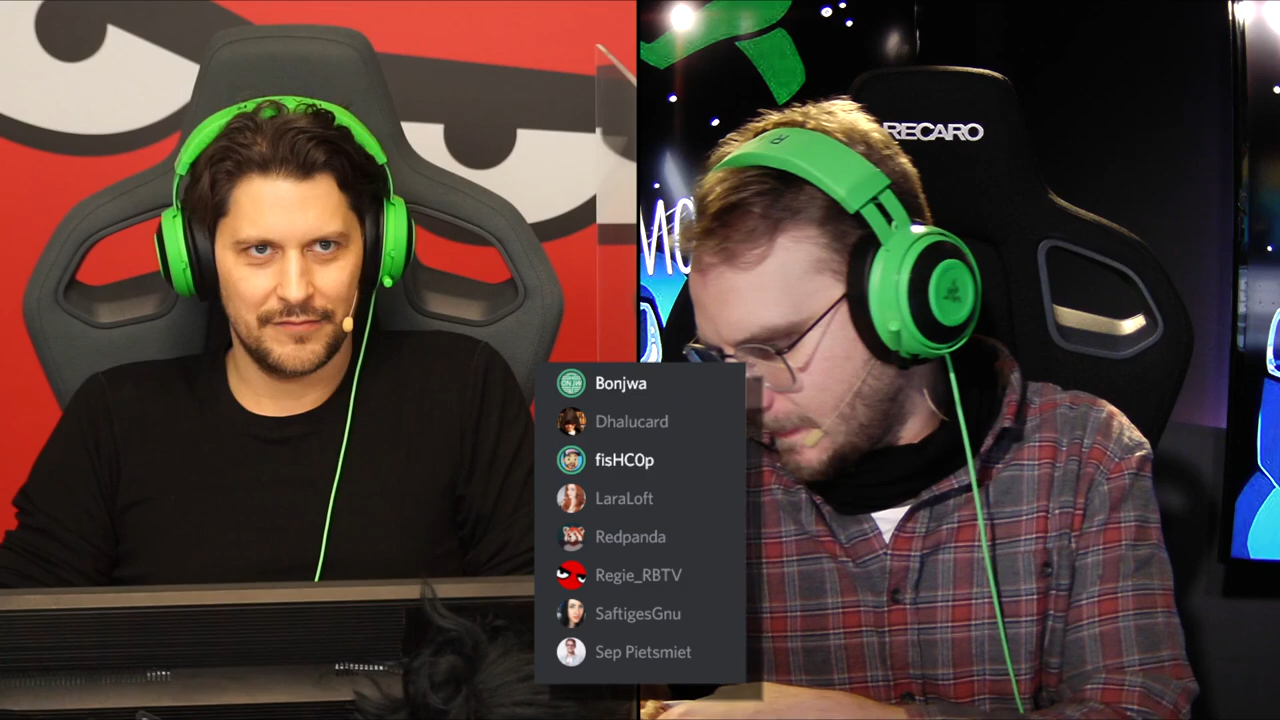 RECARO
Bonjwa
Dhalucard
fisHC0p
LaraLoft
Redpanda
Regie_RBTV
SaftigesGnu
Sep Pietsmiet